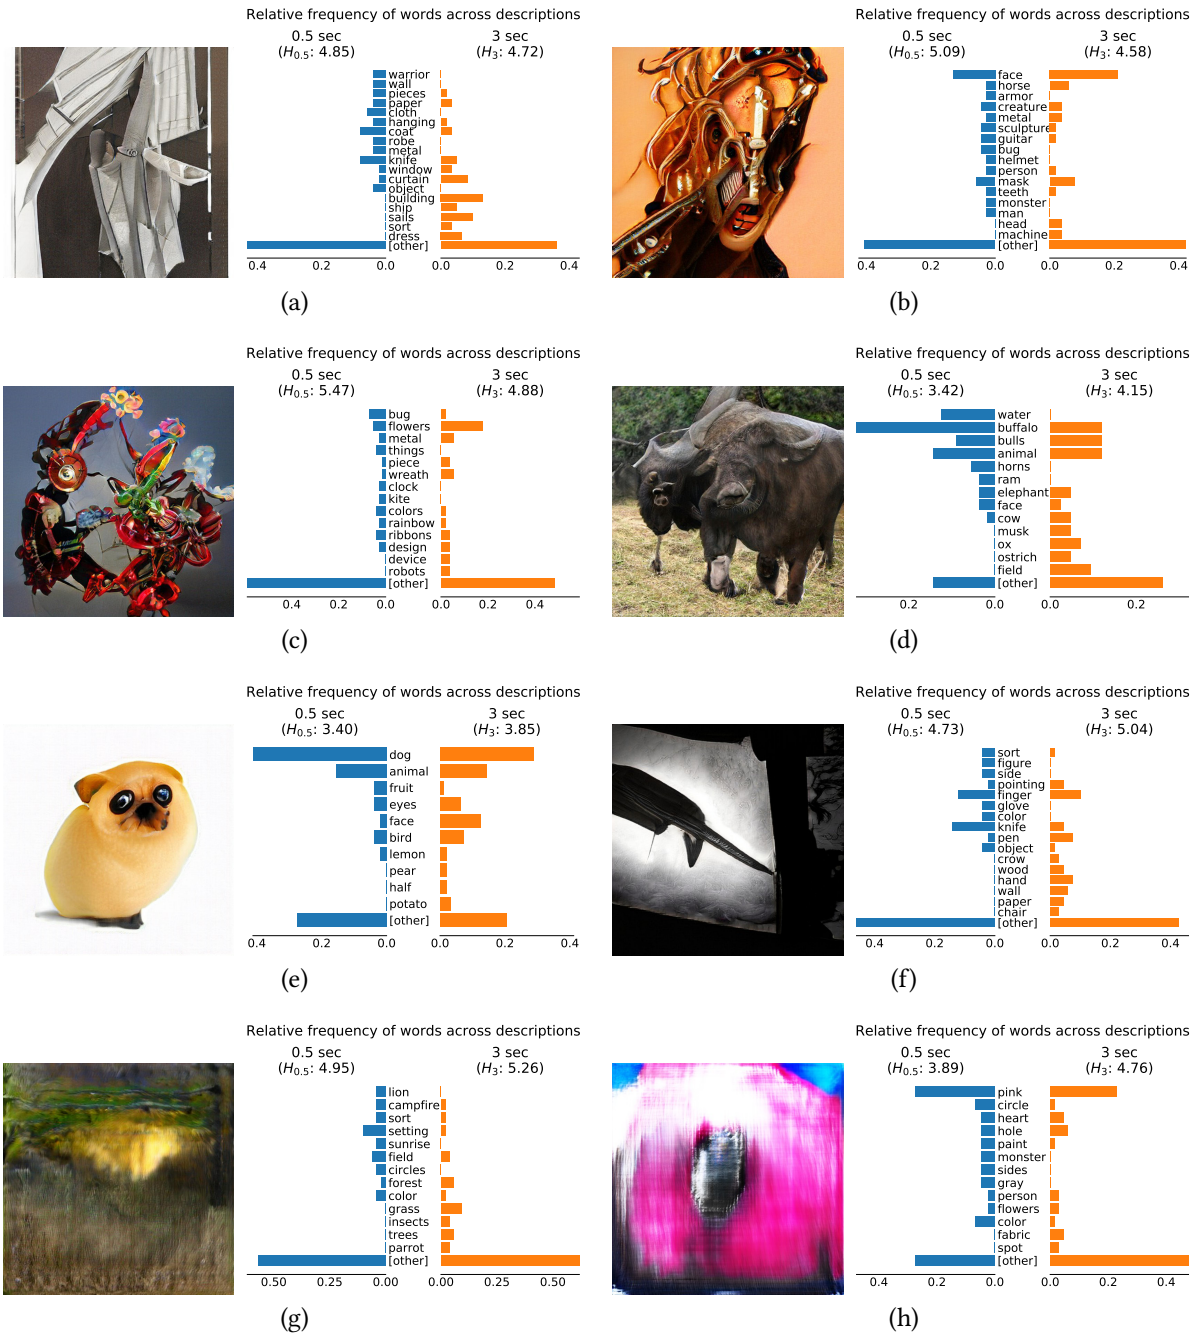 Relative frequency of words across descriptions
0.5 sec
(H0.5: 4.85)
3 sec
(H3: 4.72)
warrior
wall
pieces
paper
cloth
hanging
coat
robe
metal
knife
window
curtain
object
building
ship
sails
sort
dress
[other]
0.4 0.2 0.0 0.0 0.2 0.4
(a)
Relative frequency of words across descriptions
0.5 sec
(H0.5: 5.09)
3 sec
(H3: 4.58)
face
horse
armor
creature
metal
sculpture
guitar
bug
helmet
person
mask
teeth
monster
man
head
machine
[other]
0.4 0.2 0.0 0.0 0.2 0.4
(b)
Relative frequency of words across descriptions
0.5 sec
(H0.5: 5.47)
3 sec
(H3: 4.88)
bug
flowers
metal
things
piece
wreath
clock
kite
colors
rainbow
ribbons
design
device
robots
[other]
0.4 0.2 0.0 0.0 0.2 0.4
(c)
Relative frequency of words across descriptions
0.5 sec
(H0.5: 3.42)
3 sec
(H3: 4.15)
water
buffalo
bulls
animal
horns
ram
elephant
face
cow
musk
ox
ostrich
field
[other]
0.2 0.0 0.0 0.2
(d)
Relative frequency of words across descriptions
0.5 sec
(H0.5: 3.40)
3 sec
(H3: 3.85)
dog
animal
fruit
eyes
face
bird
lemon
pear
half
potato
[other]
0.4 0.2 0.0 0.0 0.2 0.4
(e)
Relative frequency of words across descriptions
0.5 sec
(H0.5: 4.73)
3 sec
(H3: 5.04)
sort
figure
side
pointing
finger
glove
color
knife
pen
object
crow
wood
hand
wall
paper
chair
[other]
0.4 0.2 0.0 0.0 0.2 0.4
(f)
Relative frequency of words across descriptions
0.5 sec
(H0.5: 4.95)
3 sec
(H3: 5.26)
lion
campfire
sort
setting
sunrise
field
circles
forest
color
grass
insects
trees
parrot
[other]
0.50 0.25 0.00 0.00 0.25 0.50
(g)
Relative frequency of words across descriptions
0.5 sec
(H0.5: 3.89)
3 sec
(H3: 4.76)
pink
circle
heart
hole
paint
monster
sides
gray
person
flowers
color
fabric
spot
[other]
0.4 0.2 0.0 0.0 0.2 0.4
(h)